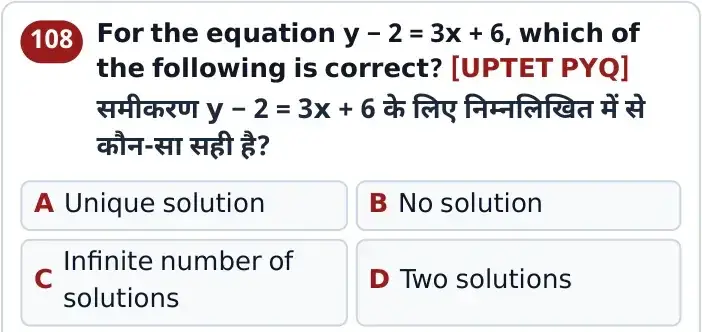 108 For the equation y – 2 = 3x + 6, which of
the following is correct? [UPTET PYQ]
समीकरण y – 2 = 3x + 6 के लिए निम्नलिखित में से
कौन-सा सही है?
A Unique solution
B No solution
C Infinite number of
solutions
D Two solutions